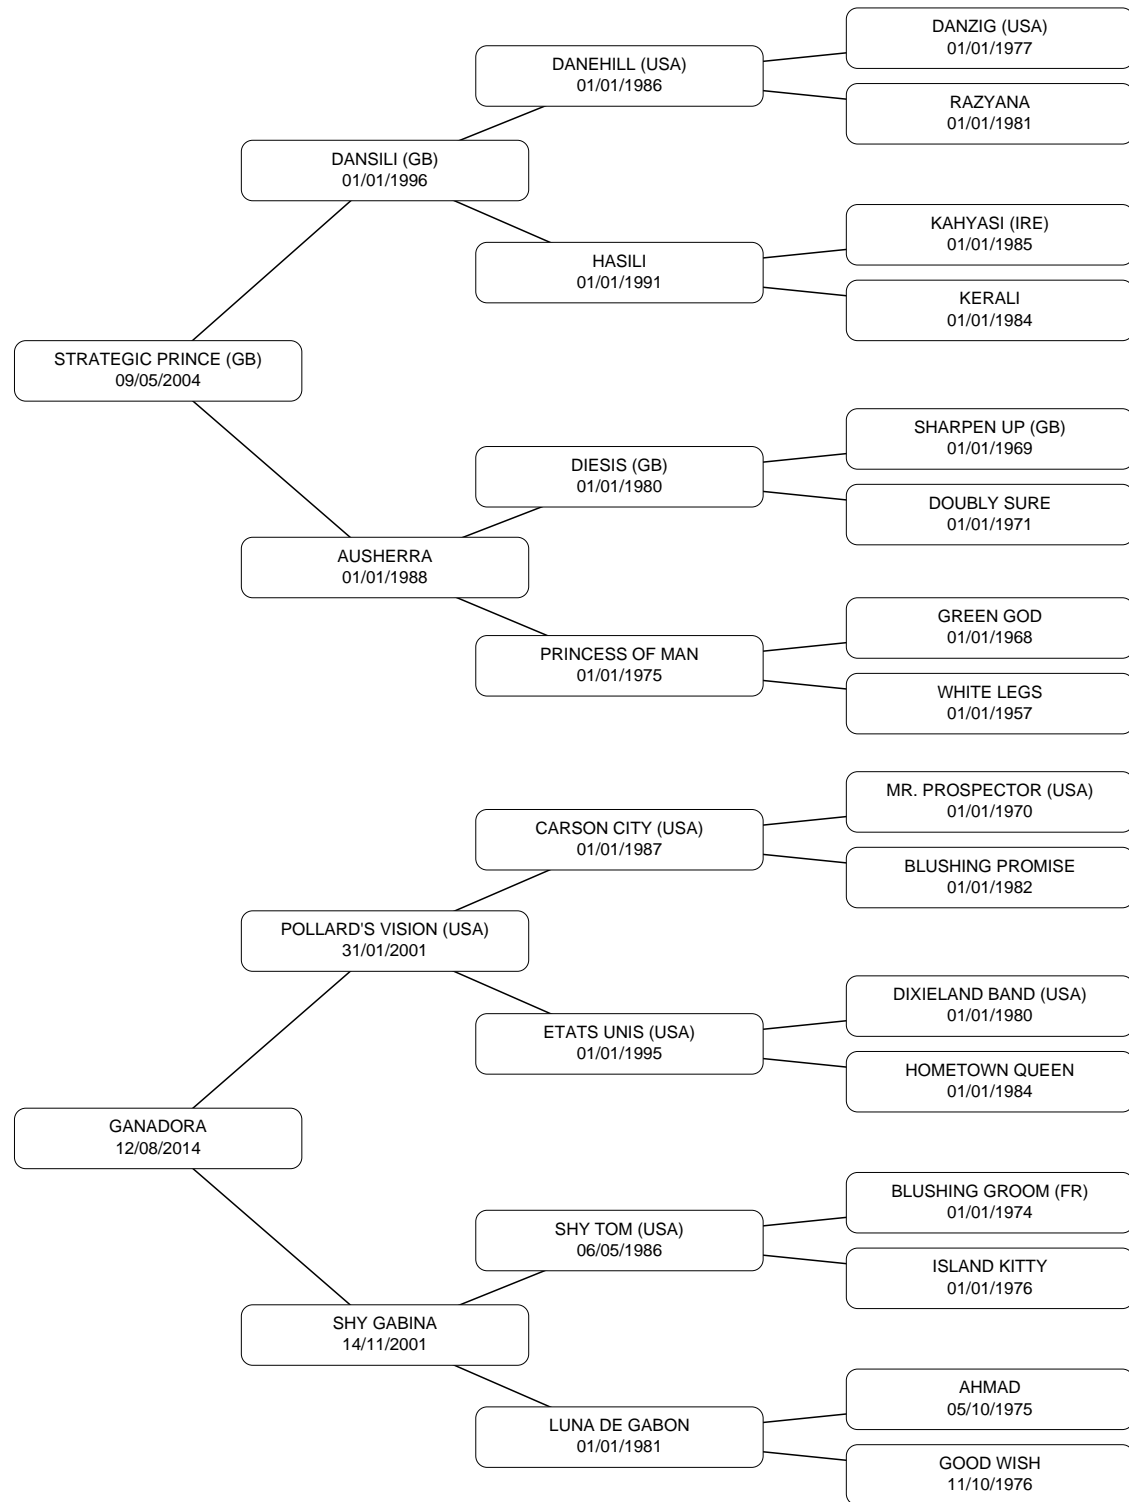 DANZIG (USA)
01/01/1977
DANEHILL (USA)
01/01/1986
RAZYANA
01/01/1981
DANSILI (GB)
01/01/1996
KAHYASI (IRE)
01/01/1985
HASILI
01/01/1991
KERALI
01/01/1984
STRATEGIC PRINCE (GB)
09/05/2004
SHARPEN UP (GB)
01/01/1969
DIESIS (GB)
01/01/1980
DOUBLY SURE
01/01/1971
AUSHERRA
01/01/1988
GREEN GOD
01/01/1968
PRINCESS OF MAN
01/01/1975
WHITE LEGS
01/01/1957
MR. PROSPECTOR (USA)
01/01/1970
CARSON CITY (USA)
01/01/1987
BLUSHING PROMISE
01/01/1982
POLLARD'S VISION (USA)
31/01/2001
DIXIELAND BAND (USA)
01/01/1980
ETATS UNIS (USA)
01/01/1995
HOMETOWN QUEEN
01/01/1984
GANADORA
12/08/2014
BLUSHING GROOM (FR)
01/01/1974
SHY TOM (USA)
06/05/1986
ISLAND KITTY
01/01/1976
SHY GABINA
14/11/2001
AHMAD
05/10/1975
LUNA DE GABON
01/01/1981
GOOD WISH
11/10/1976